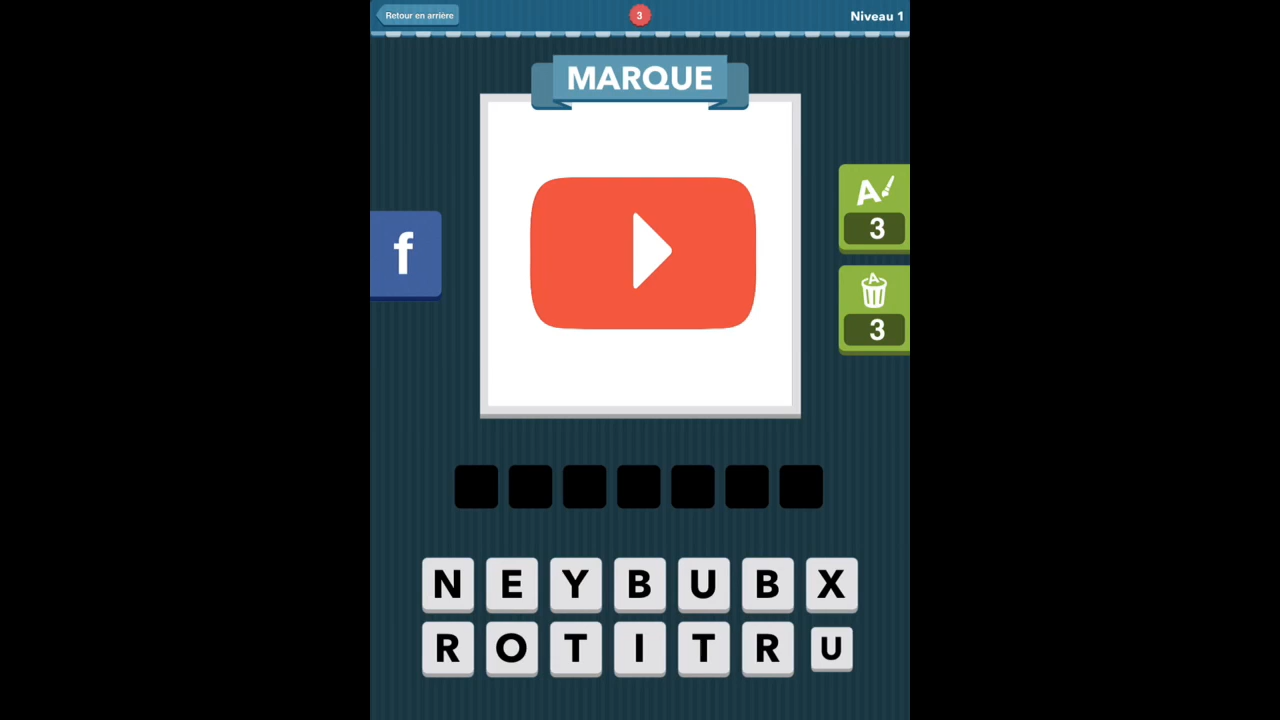 Retour en arrière
3
Niveau 1
MARQUE
f
A
3
A
3
N E Y B U B X
R O T I T R U